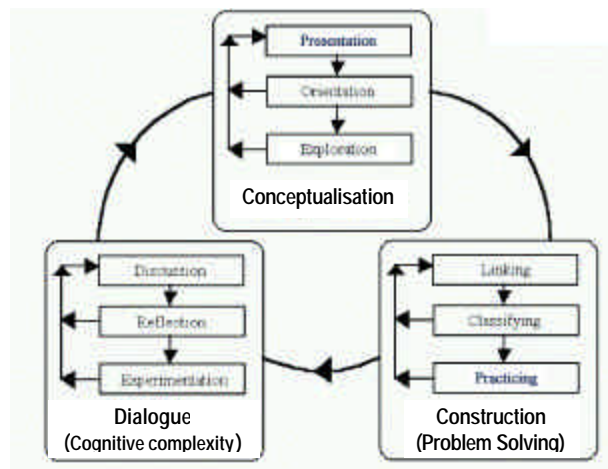 Presentation
Orientation
Exploration
Conceptualisation
Discussion
Reflection
Experimentation
Dialogue
(Cognitive complexity)
Linking
Classifying
Practicing
Construction
(Problem Solving)